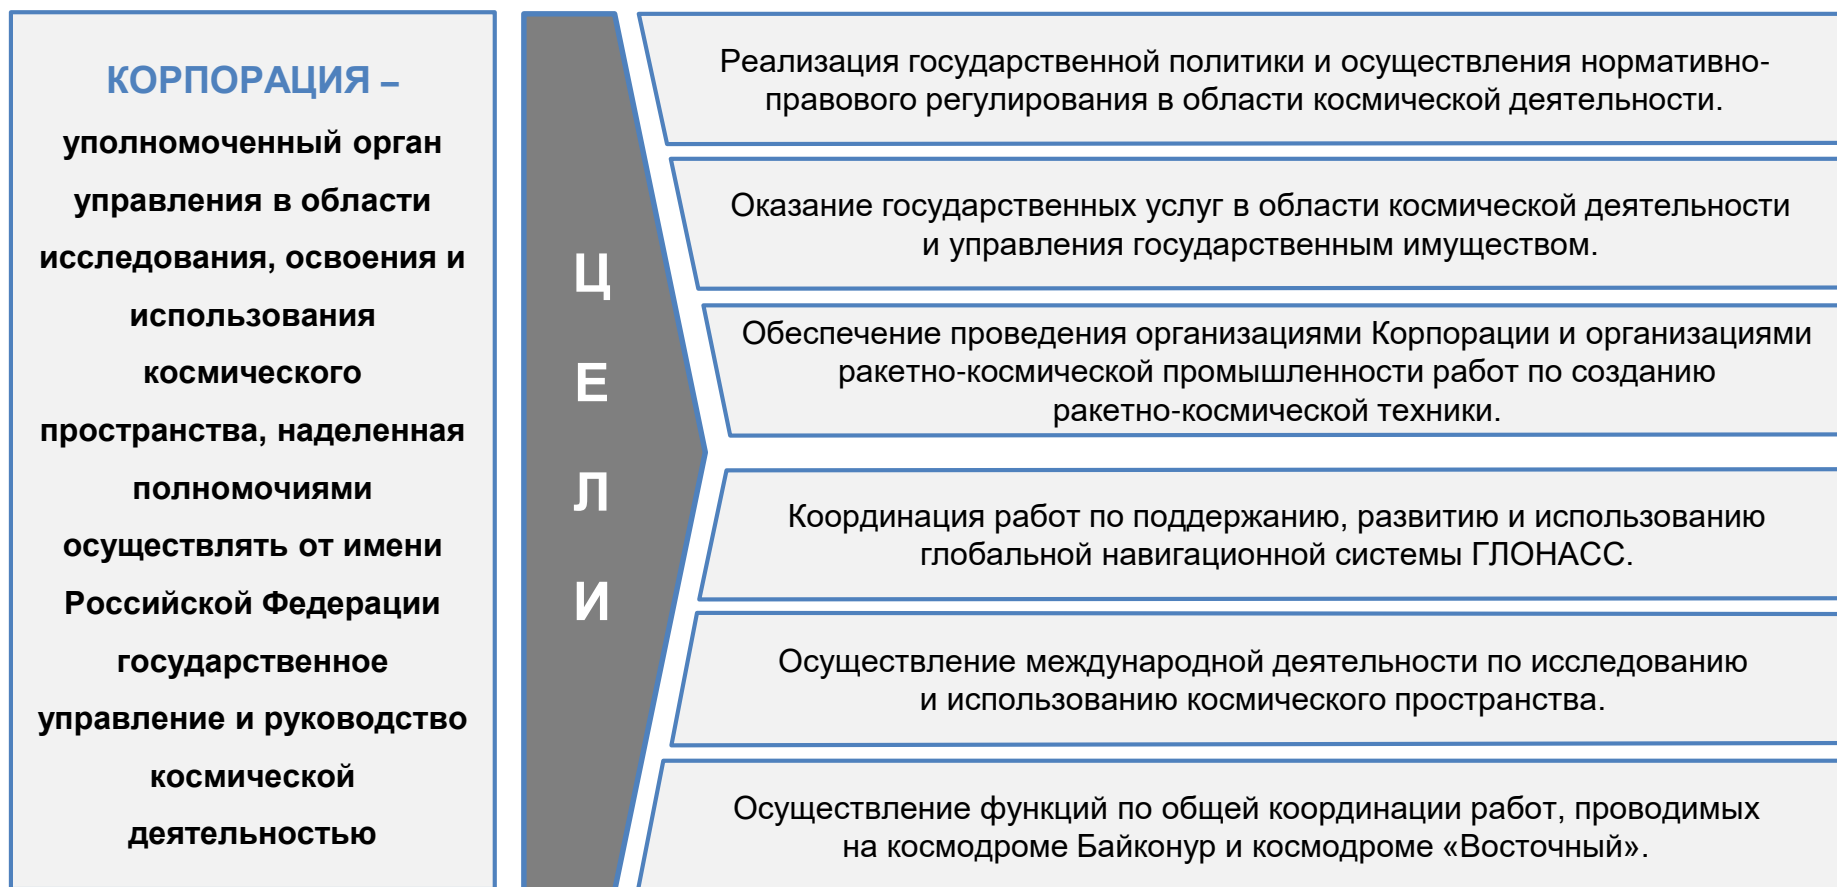 КОРПОРАЦИЯ –
уполномоченный орган
управления в области
исследования, освоения и
использования
космического
пространства, наделенная
полномочиями
осуществлять от имени
Российской Федерации
государственное
управление и руководство
космической
деятельностью
Ц
Е
Л
И
Реализация государственной политики и осуществления нормативно-
правового регулирования в области космической деятельности.
Оказание государственных услуг в области космической деятельности
и управления государственным имуществом.
Обеспечение проведения организациями Корпорации и организациями
ракетно-космической промышленности работ по созданию
ракетно-космической техники.
Координация работ по поддержанию, развитию и использованию
глобальной навигационной системы ГЛОНАСС.
Осуществление международной деятельности по исследованию
и использованию космического пространства.
Осуществление функций по общей координации работ, проводимых
на космодроме Байконур и космодроме «Восточный».